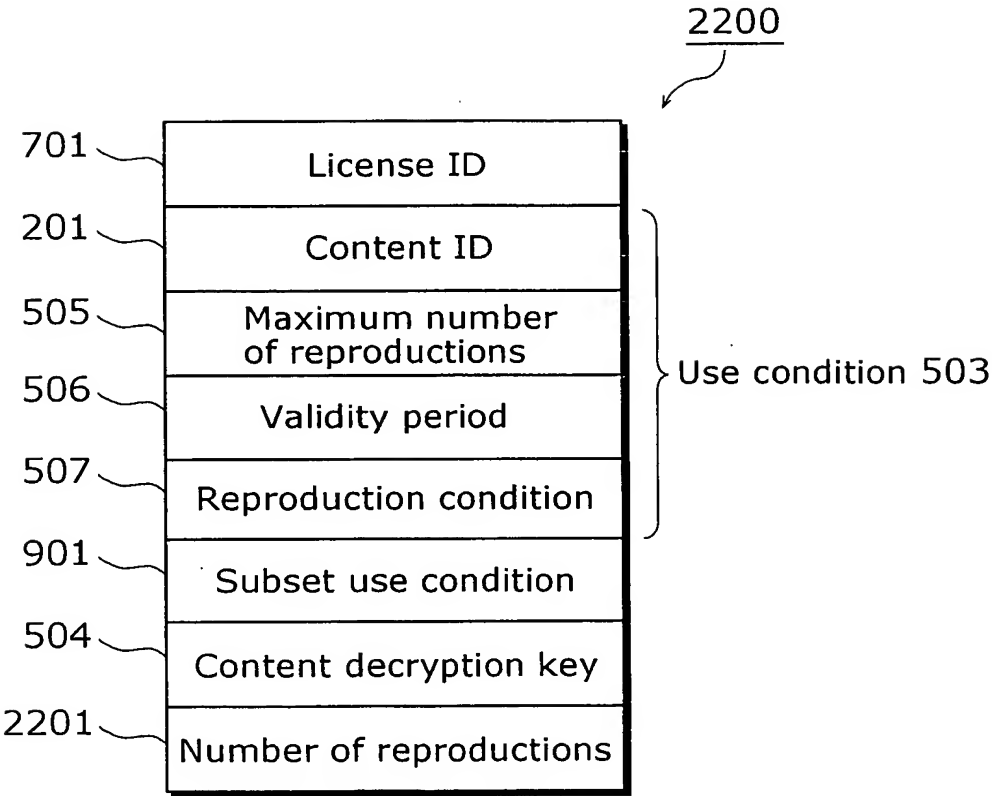 2200
701
License ID
201
Content ID
505
Maximum number
of reproductions
506
Validity period
Use condition 503
507
Reproduction condition
901
Subset use condition
504
Content decryption key
2201
Number of reproductions